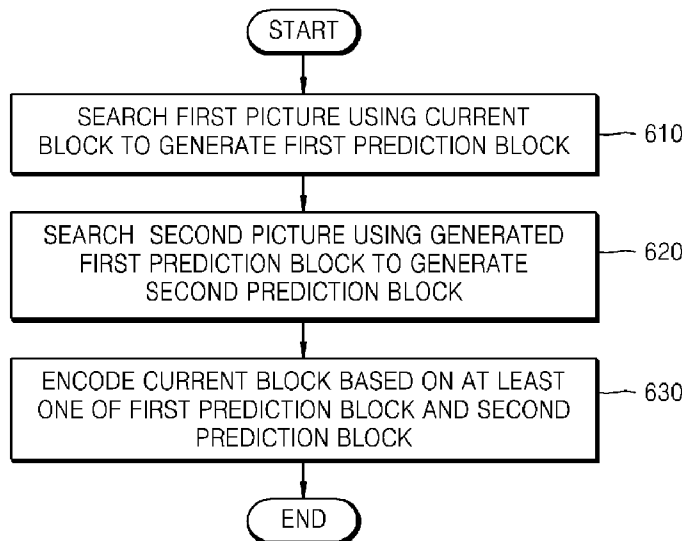 START
SEARCH FIRST PICTURE USING CURRENT
BLOCK TO GENERATE FIRST PREDICTION BLOCK
610
SEARCH SECOND PICTURE USING GENERATED
FIRST PREDICTION BLOCK TO GENERATE
SECOND PREDICTION BLOCK
620
ENCODE CURRENT BLOCK BASED ON AT LEAST
ONE OF FIRST PREDICTION BLOCK AND SECOND
PREDICTION BLOCK
630
END